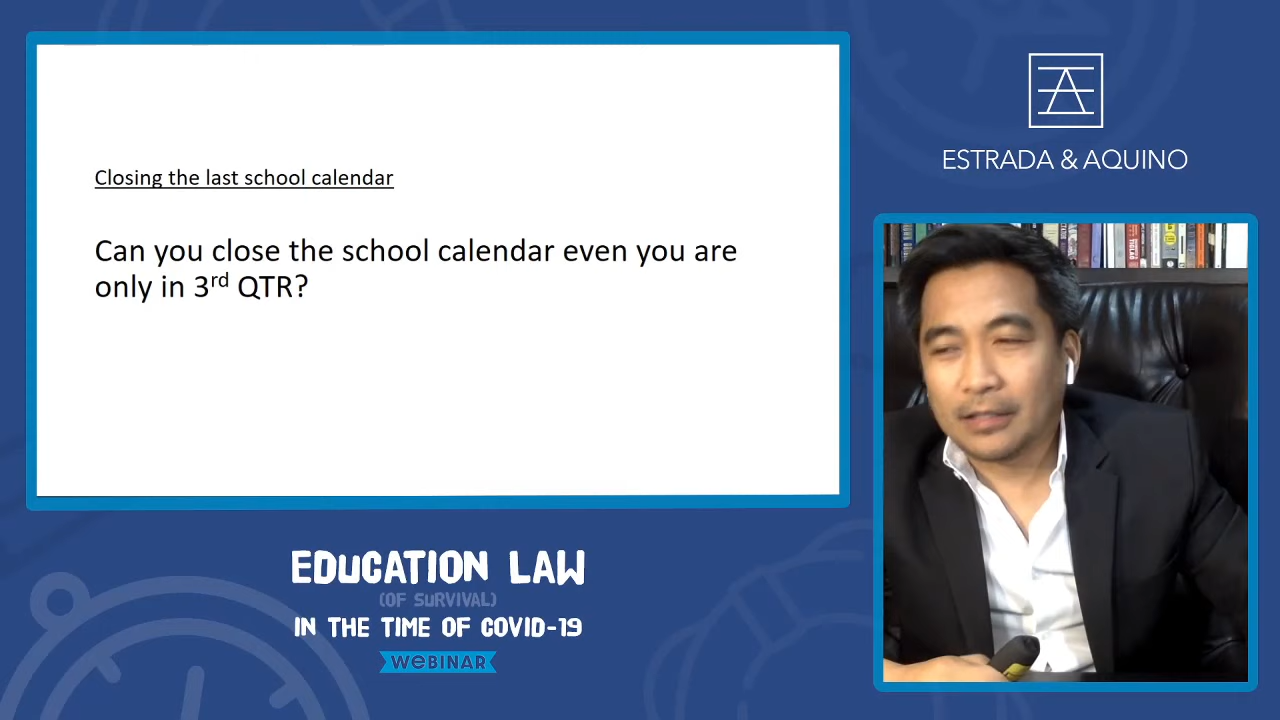 Closing the last school calendar
Can you close the school calendar even you are
only in 3rd QTR?
ESTRADA & AQUINO
EDUCATION LAW
(OF SURVIVAL)
IN THE TIME OF COVID-19
WEBINAR